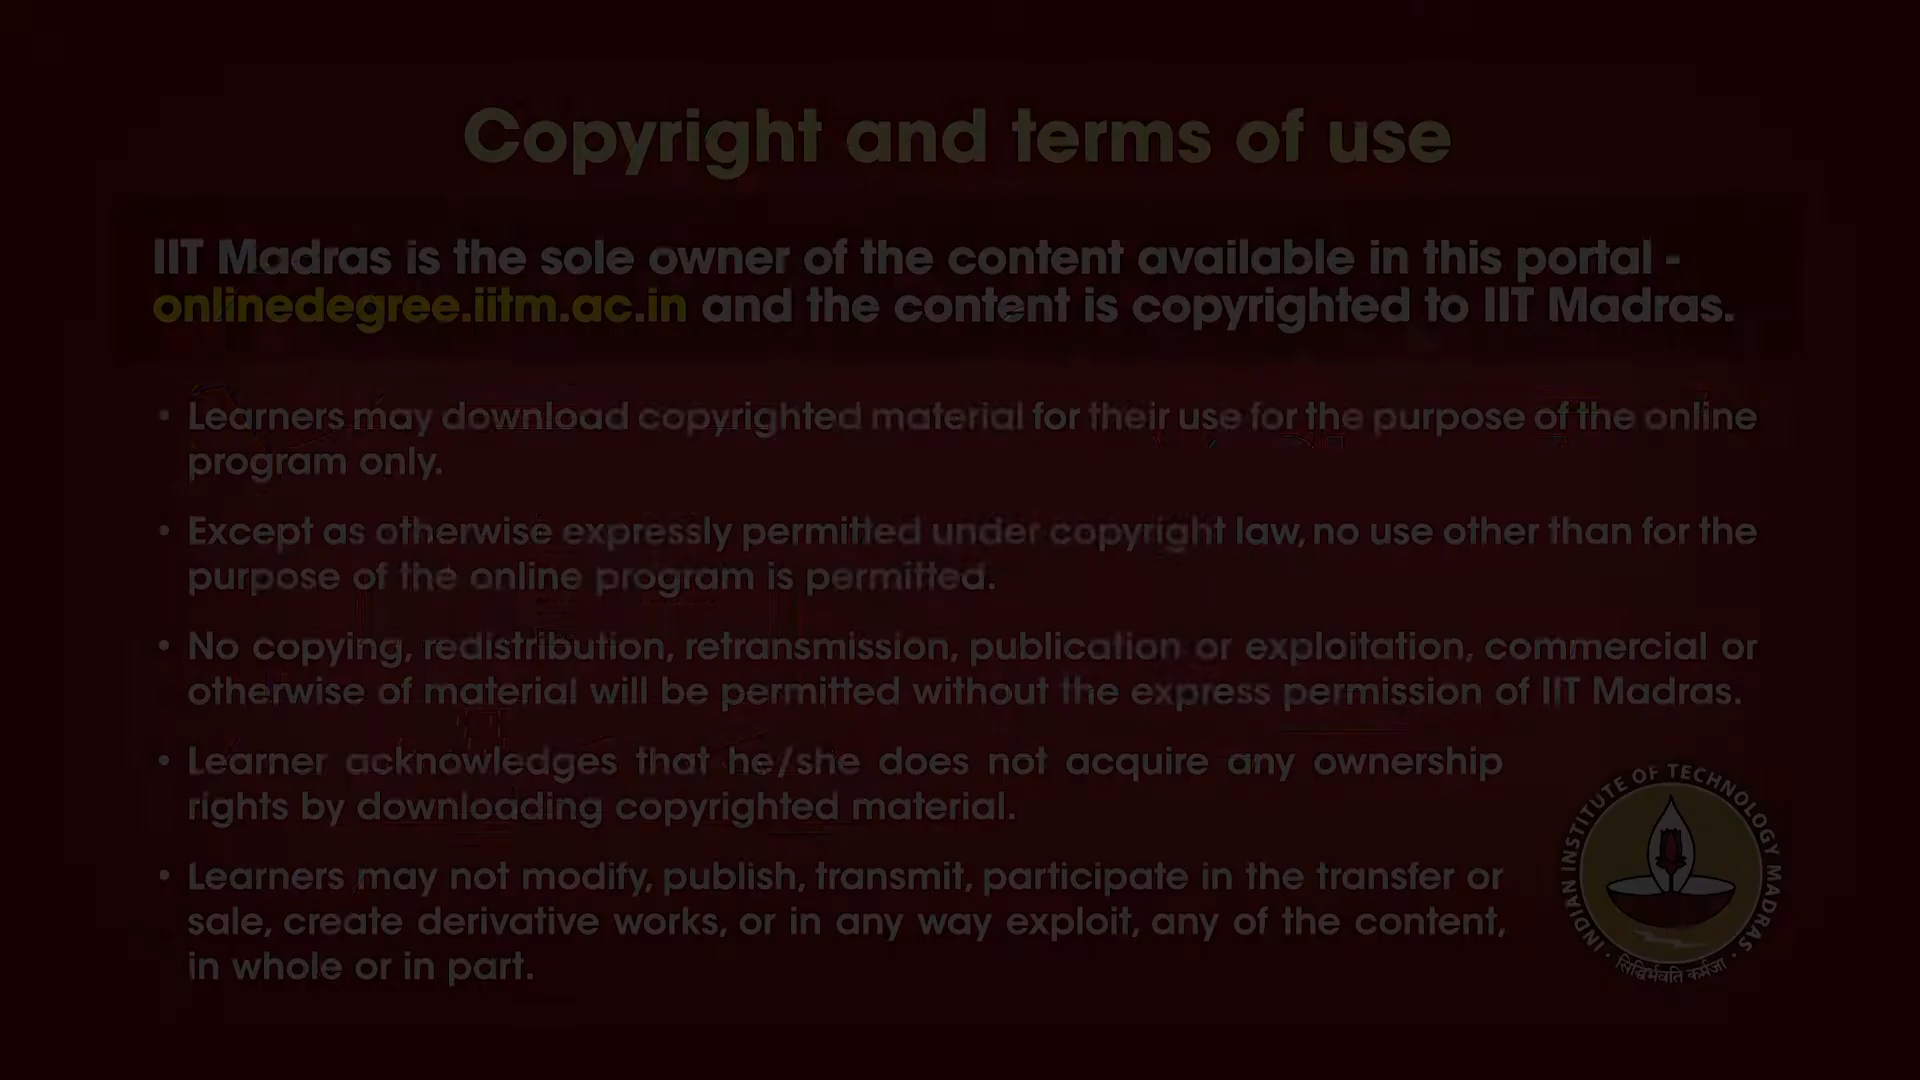 Copyright and terms of use
IIT Madras is the sole owner of the content available in this portal -
onlinedegree.iitm.ac.in and the content is copyrighted to IIT Madras.
• Learners may download copyrighted material for their use for the purpose of the online
program only.
• Except as otherwise expressly permitted under copyright law, no use other than for the
purpose of the online program is permitted.
• No copying, redistribution, retransmission, publication or exploitation, commercial or
otherwise of material will be permitted without the express permission of IIT Madras.
• Learner acknowledges that he/she does not acquire any ownership
rights by downloading copyrighted material.
• Learners may not modify, publish, transmit, participate in the transfer or
sale, create derivative works, or in any way exploit, any of the content,
in whole or in part.
INDIAN INSTITUTE OF TECHNOLOGY MADRAS
सिद्धिर्भवति कर्मजा